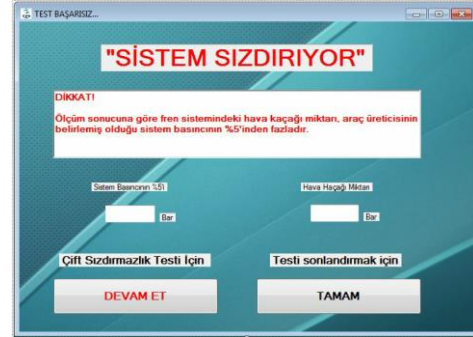 TEST BAŞARISIZ...
"SİSTEM SIZDIRIYOR"
DİKKAT!
Ölçüm sonucuna göre fren sistemindeki hava kaçağı miktarı, araç üreticisinin
belirlemiş olduğu sistem basıncının %5'inden fazladır.
Sistem Basıncının %5'i
Hava Haçağı Miktarı
Bar
Bar
Çift Sızdırmazlık Testi İçin
Testi sonlandırmak için
DEVAM ET
TAMAM